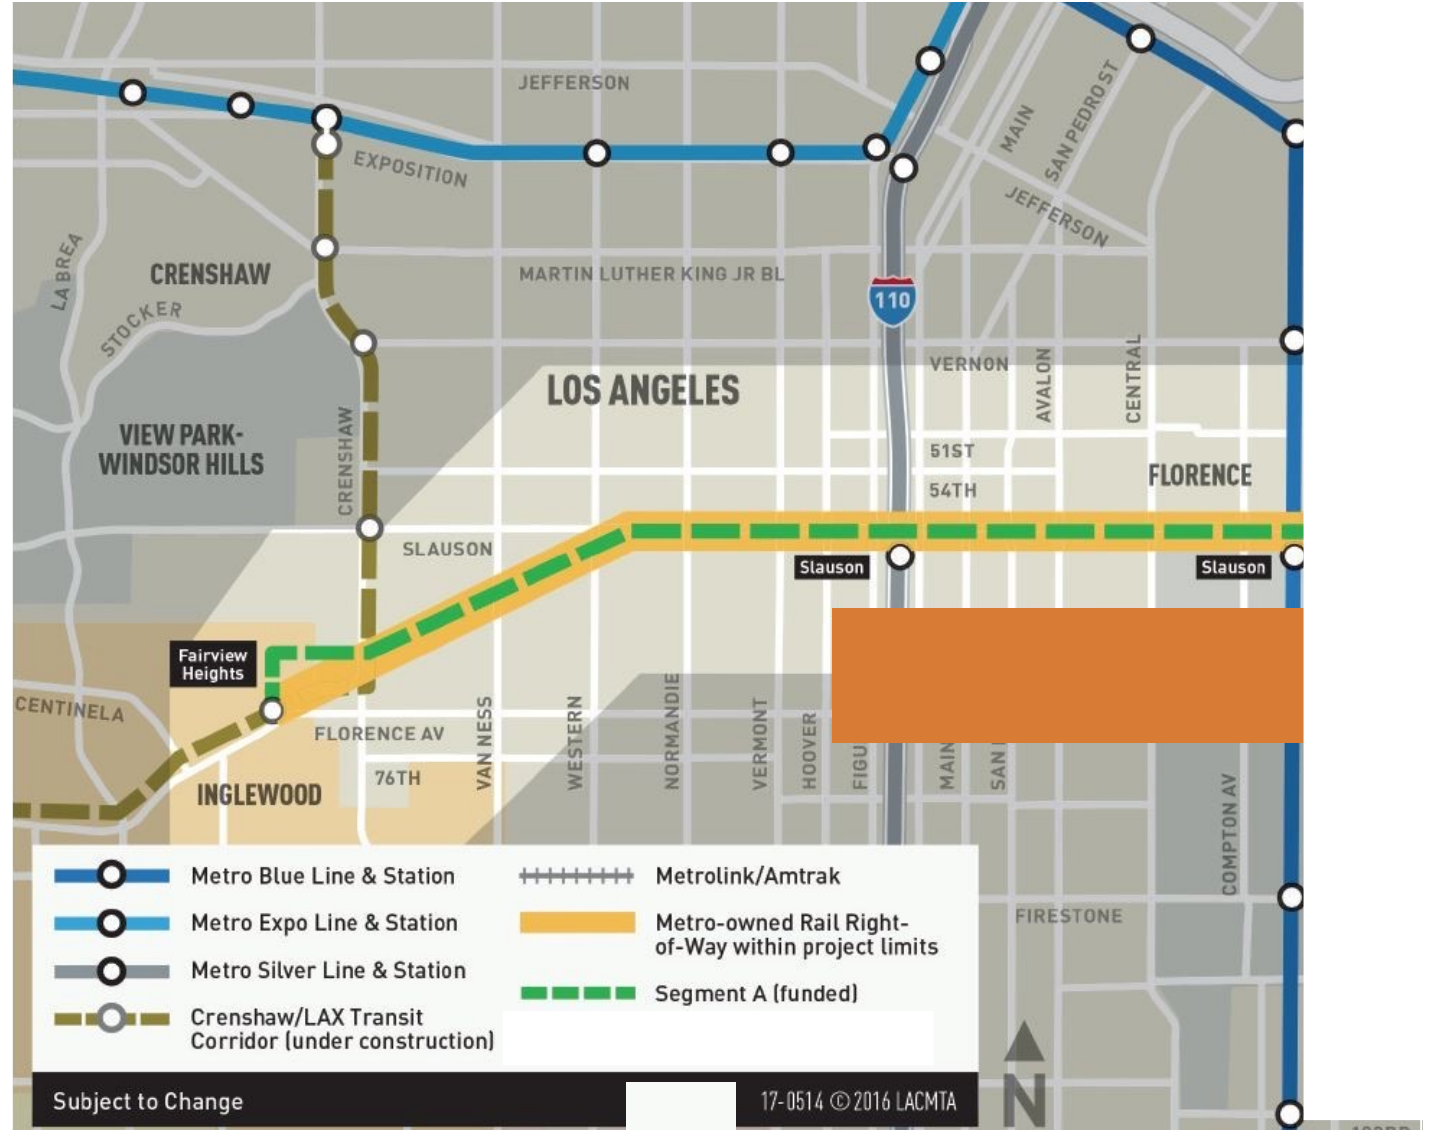 JEFFERSON
MAIN
SAN PEDRO ST
EXPOSITION
JEFFERSON
LA BREA
CRENSHAW
MARTIN LUTHER KING JR BL
110
STOCKER
VERNON
AVALON
CENTRAL
LOS ANGELES
VIEW PARK-
WINDSOR HILLS
CRENSHAW
51ST
FLORENCE
54TH
SLAUSON
Slauson
Slauson
Fairview
Heights
CENTINELA
FLORENCE AV
VAN NESS
WESTERN
NORMANDIE
VERMONT
HOOVER
FIGU
MAIN
SAN
76TH
INGLEWOOD
COMPTON AV
FIRESTONE
Metro Blue Line & Station
Metro Expo Line & Station
Metro Silver Line & Station
Crenshaw/LAX Transit
Corridor (under construction)
Metrolink/Amtrak
Metro-owned Rail Right-
of-Way within project limits
Segment A (funded)
N
Subject to Change
17-0514 © 2016 LACMTA